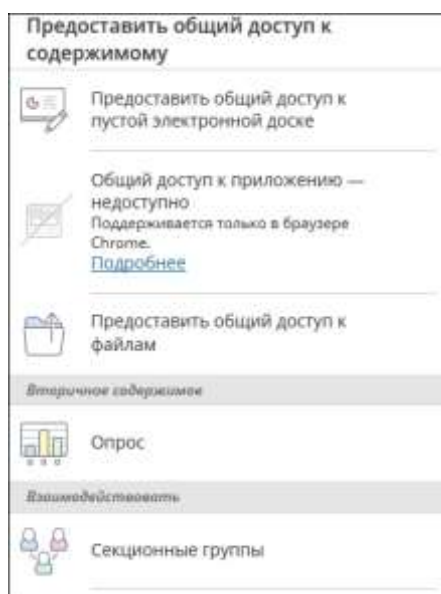 Предоставить общий доступ к
содержимому
Предоставить общий доступ к
пустой электронной доске
Общий доступ к приложению —
недоступно
Поддерживается только в браузере
Chrome.
Подробнее
Предоставить общий доступ к
файлам
Вторичное содержимое
Опрос
Взаимодействовать
Секционные группы